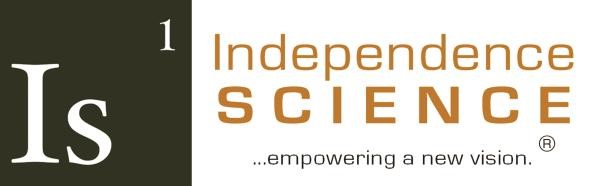 1
Is
Independence
SCIENCE
®
...empowering a new vision.